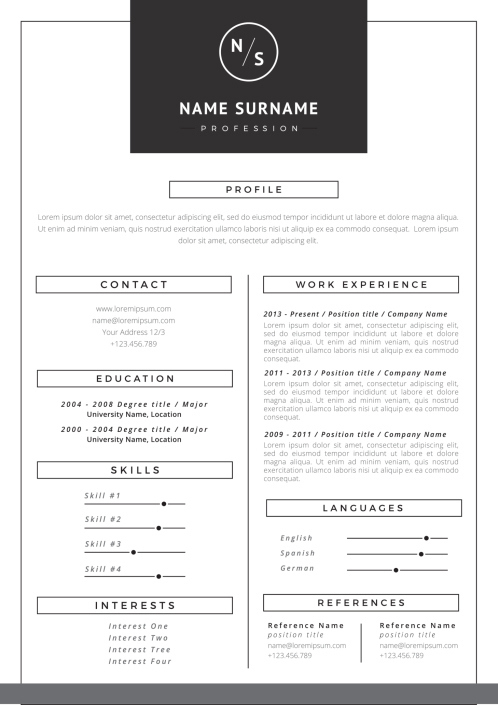 N/S
NAME SURNAME
PROFESSION
PROFILE
Lorem ipsum dolor sit amet, consectetur adipiscing elit, sed do eiusmod tempor incididunt ut labore et dolore magna aliqua.
Ut enim ad minim veniam, quis nostrud exercitation ullamco laboris nisi ut aliquip ex ea commodo consequat. Lorem ipsum
dolor sit amet, consectetur adipiscing elit.
CONTACT
www.loremipsum.com
name@loremipsum.com
Your Address 12/3
+123.456.789
EDUCATION
2004 - 2008 Degree title / Major
University Name, Location
2000 - 2004 Degree title / Major
University Name, Location
SKILLS
Skill #1
Skill #2
Skill #3
Skill #4
INTERESTS
Interest One
Interest Two
Interest Tree
Interest Four
WORK EXPERIENCE
2013 - Present / Position title / Company Name
Lorem ipsum dolor sit amet, consectetur adipiscing elit,
sed do eiusmod tempor incididunt ut labore et dolore
magna aliqua. Ut enim ad minim veniam, quis nostrud
exercitation ullamco laboris nisi ut aliquip ex ea commodo
consequat.
2011 - 2013 / Position title / Company Name
Lorem ipsum dolor sit amet, consectetur adipiscing elit,
sed do eiusmod tempor incididunt ut labore et dolore
magna aliqua. Ut enim ad minim veniam, quis nostrud
exercitation ullamco laboris nisi ut aliquip ex ea commodo
consequat.
2009 - 2011 / Position title / Company Name
Lorem ipsum dolor sit amet, consectetur adipiscing elit,
sed do eiusmod tempor incididunt ut labore et dolore
magna aliqua. Ut enim ad minim veniam, quis nostrud
exercitation ullamco laboris nisi ut aliquip ex ea commodo
consequat.
LANGUAGES
English
Spanish
German
REFERENCES
Reference Name
position title
name@loremipsum.com
+123.456.789
Reference Name
position title
name@loremipsum.com
+123.456.789